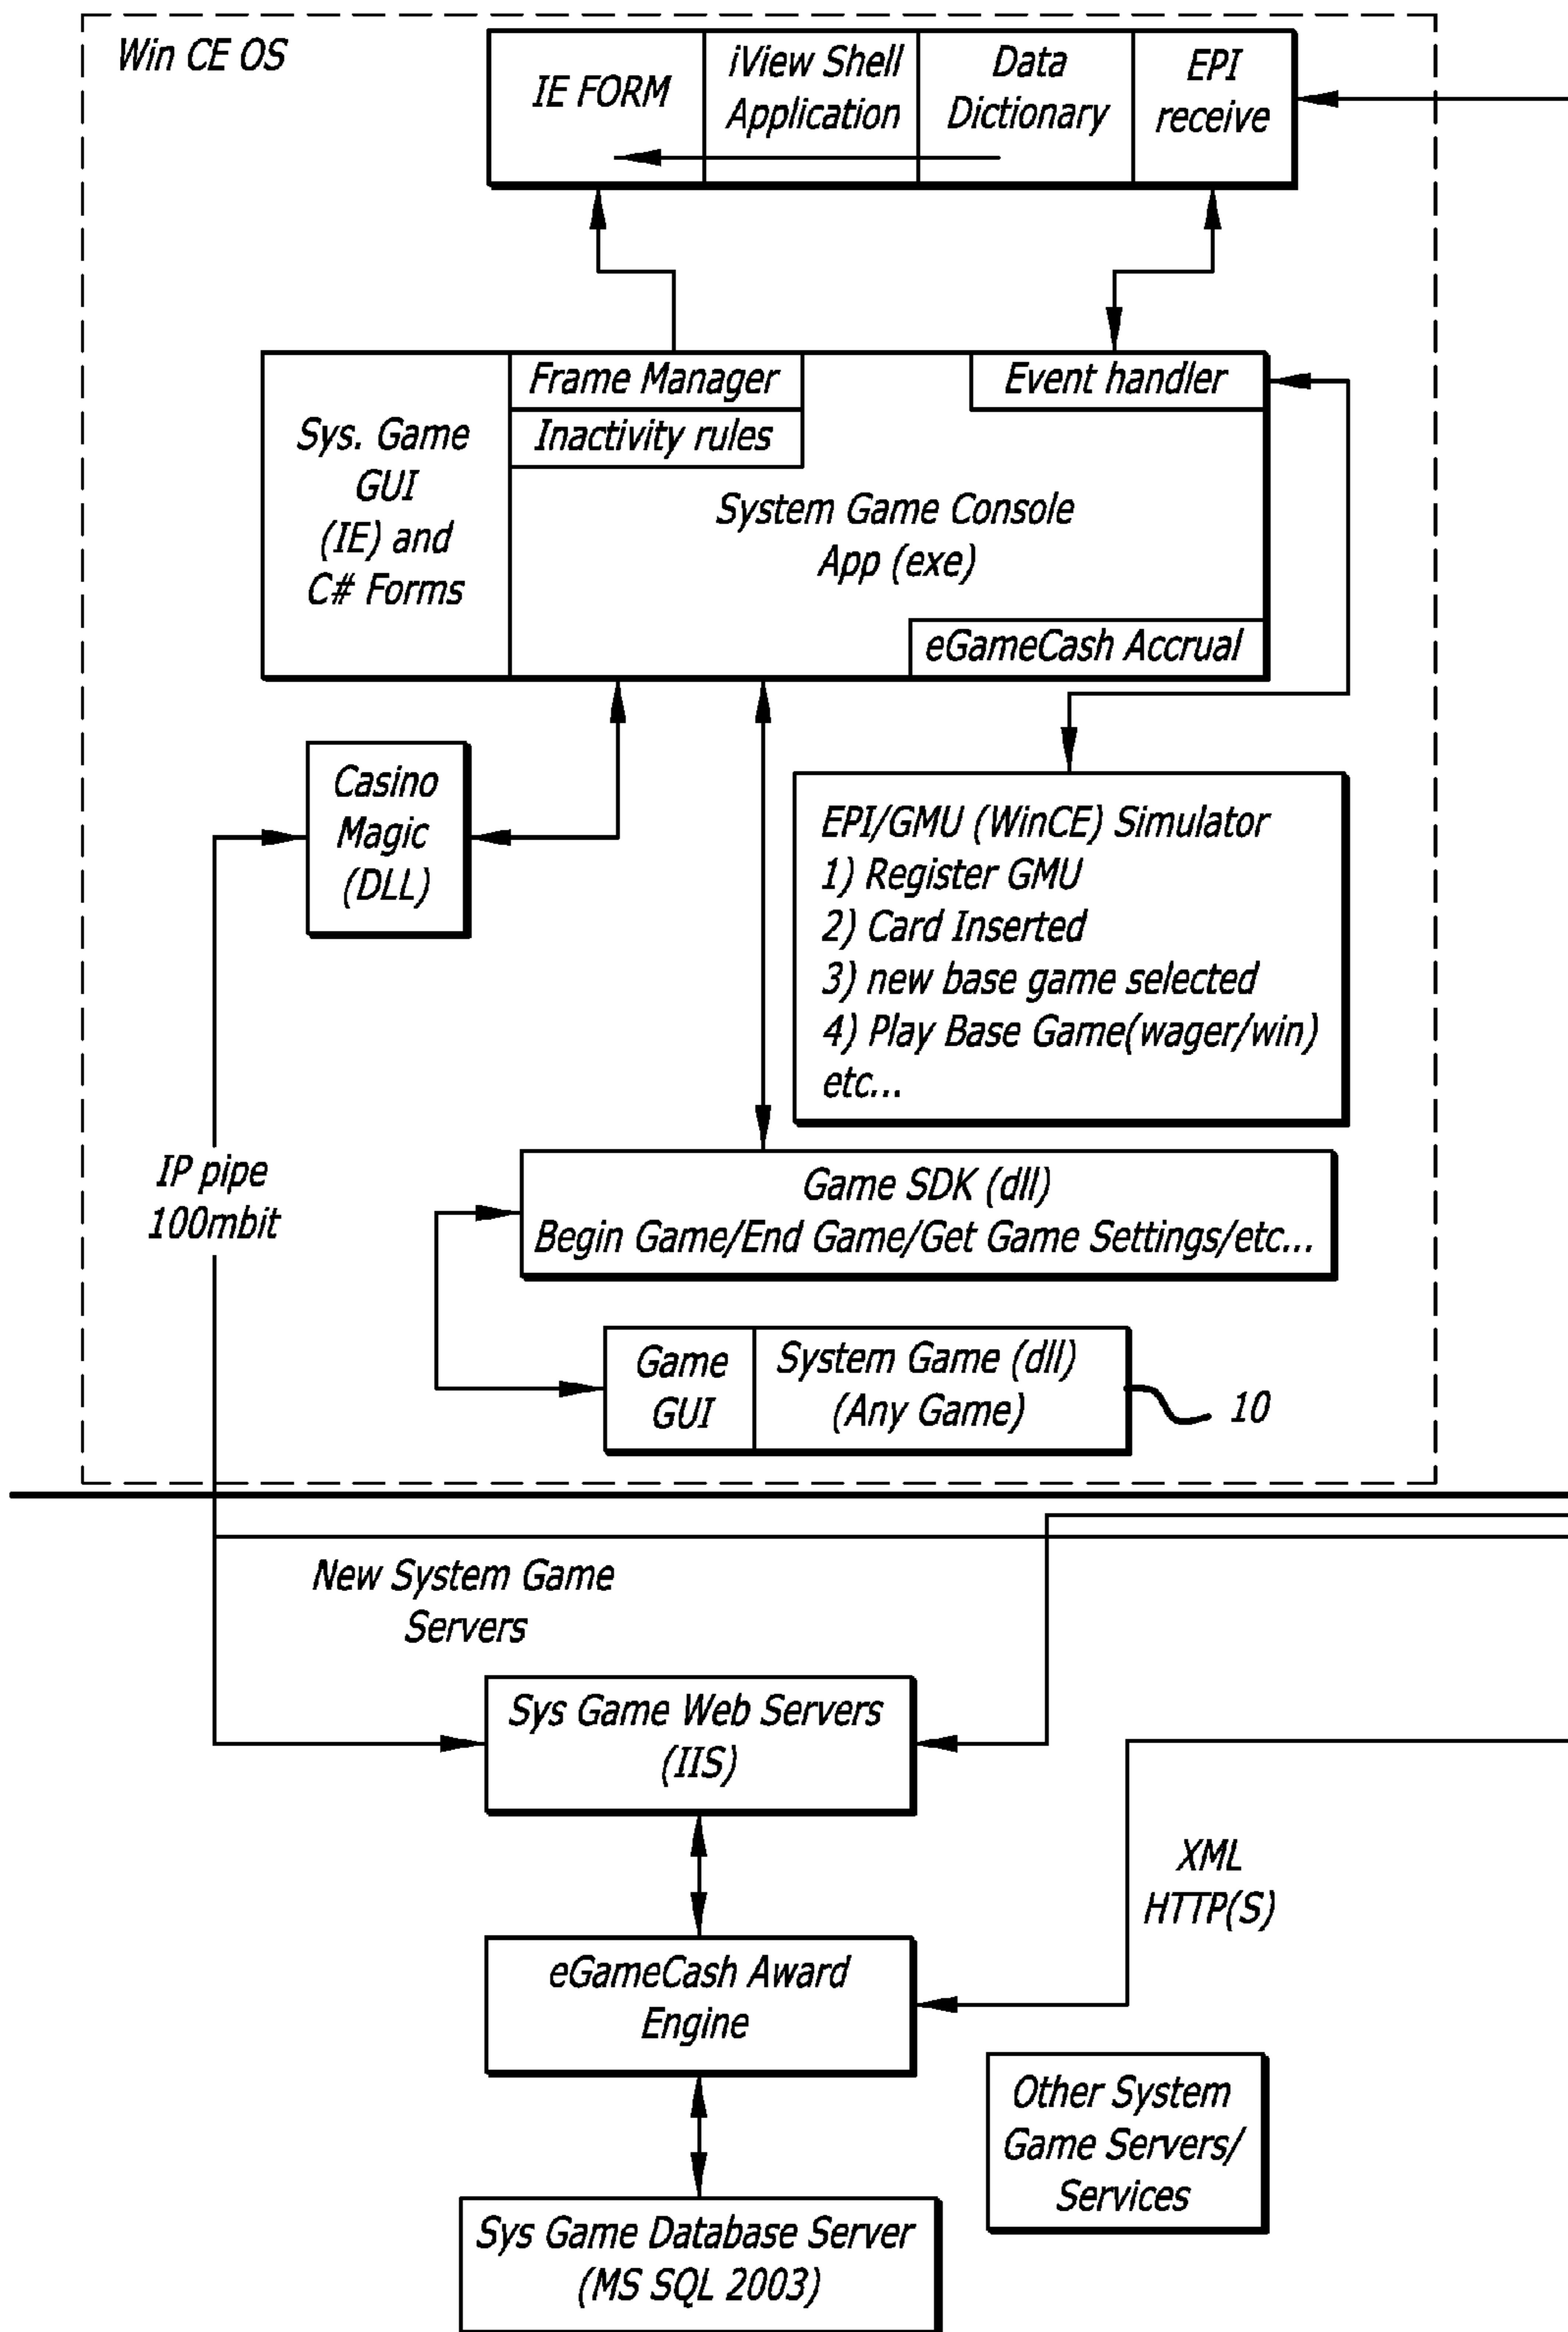 Win CE OS
IE FORM
iView Shell
Application
Data
Dictionary
EPI
receive
Frame Manager
Inactivity rules
Event handler
Sys. Game
GUI
(IE) and
C# Forms
System Game Console
App (exe)
eGameCash Accrual
Casino
Magic
(DLL)
EPI/GMU (WinCE) Simulator
1) Register GMU
2) Card Inserted
3) new base game selected
4) Play Base Game(wager/win)
etc...
IP pipe
100mbit
Game SDK (dll)
Begin Game/End Game/Get Game Settings/etc...
Game
GUI
System Game (dll)
(Any Game)
10
New System Game
Servers
Sys Game Web Servers
(IIS)
XML
HTTP(S)
eGameCash Award
Engine
Other System
Game Servers/
Services
Sys Game Database Server
(MS SQL 2003)